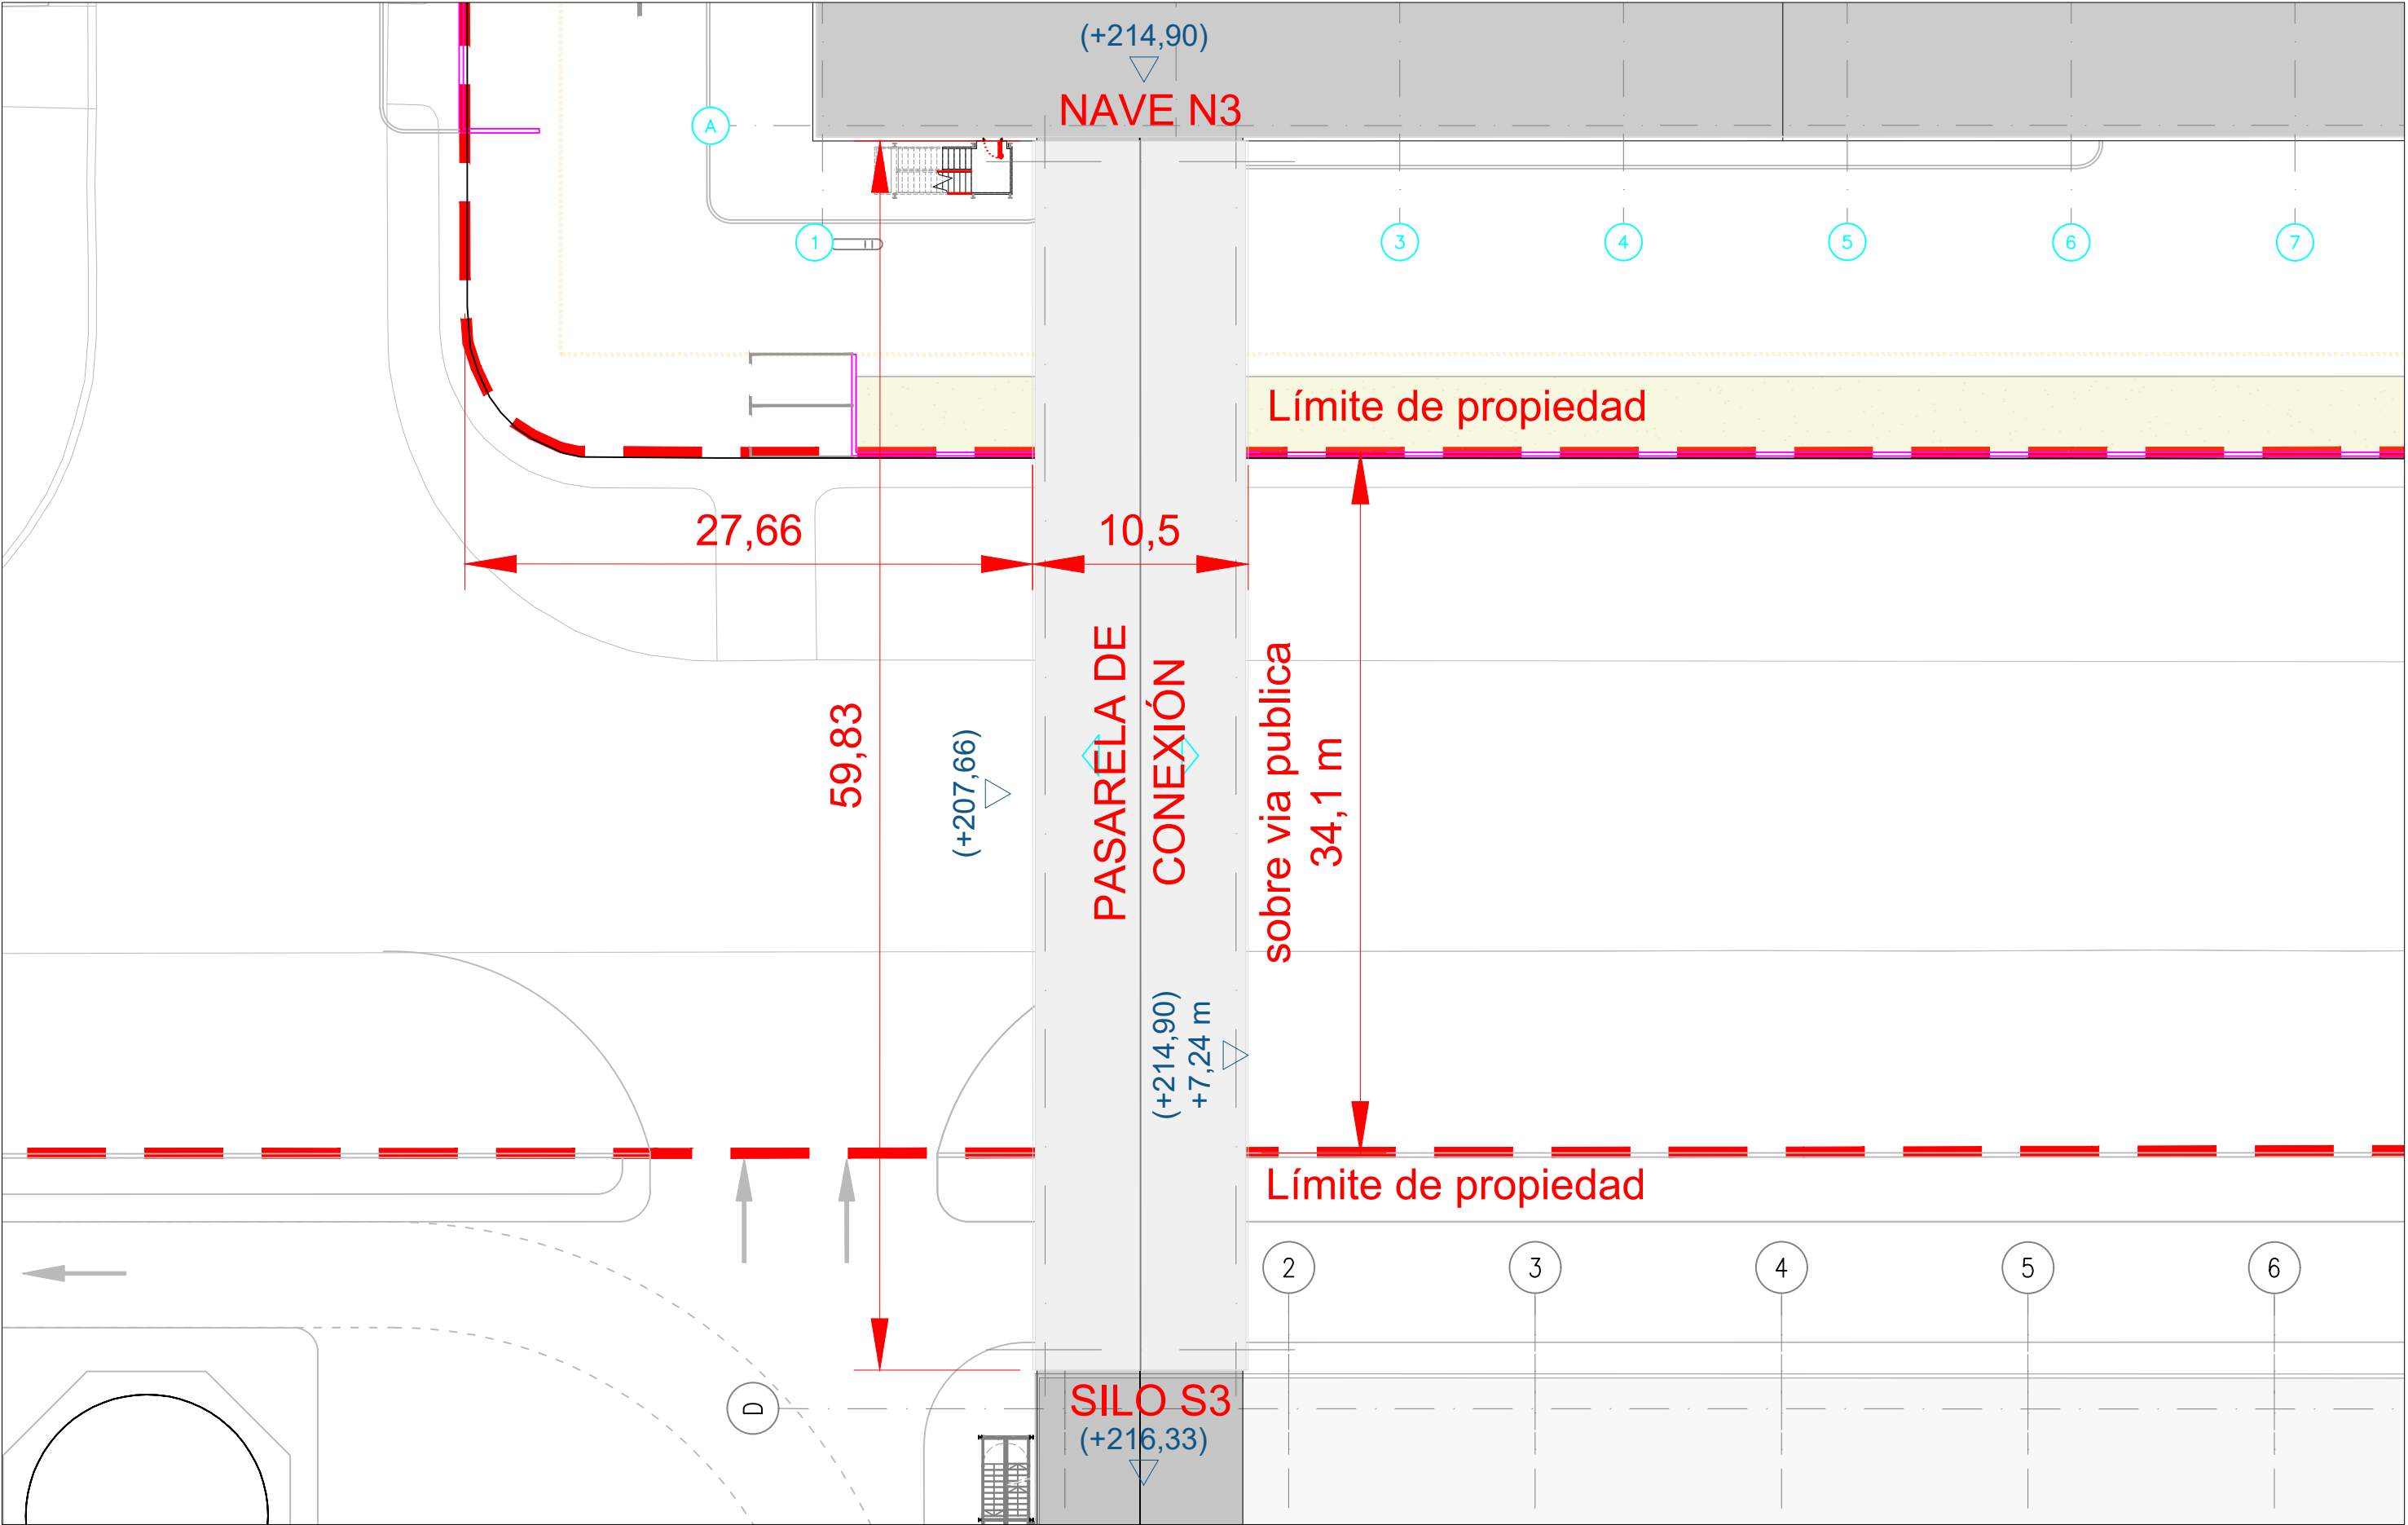 (+214,90)
NAVE N3
A
1
3
4
5
6
7
Límite de propiedad
27,66
10,5
59,83
(+207,66)
PASARELA DE
CONEXIÓN
sobre via publica
34,1 m
(+214,90)
+7,24 m
Límite de propiedad
2
3
4
5
6
D
SILO S3
(+216,33)